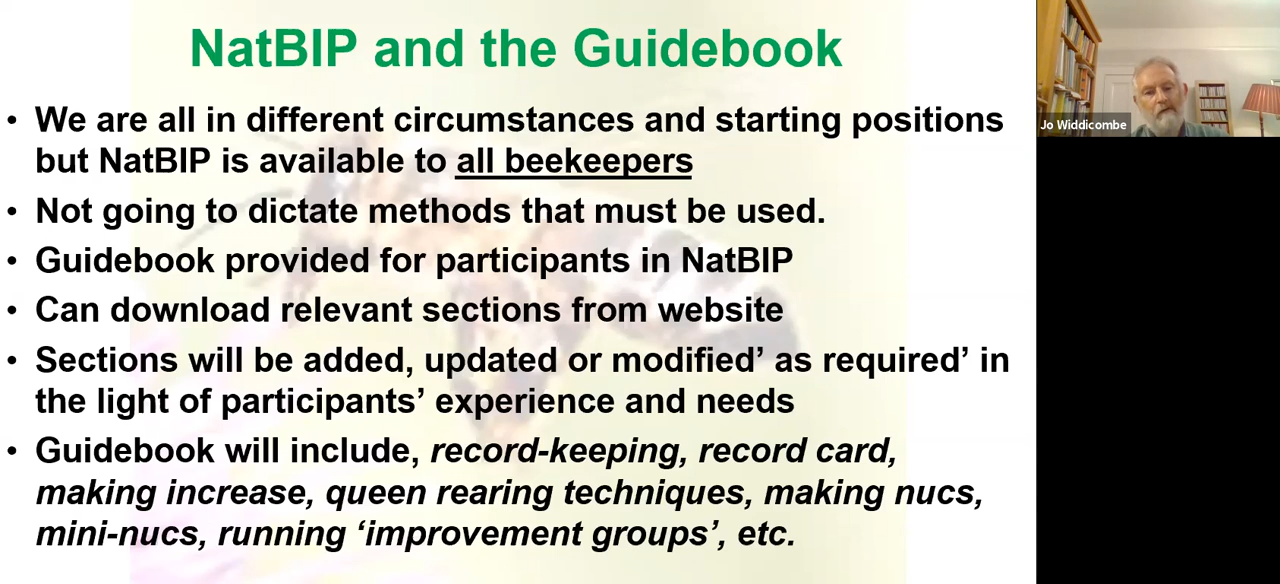 NatBIP and the Guidebook
• We are all in different circumstances and starting positions
but NatBIP is available to all beekeepers
• Not going to dictate methods that must be used.
• Guidebook provided for participants in NatBIP
• Can download relevant sections from website
• Sections will be added, updated or modified’ as required’ in
the light of participants’ experience and needs
• Guidebook will include, record-keeping, record card,
making increase, queen rearing techniques, making nucs,
mini-nucs, running ‘improvement groups’, etc.
Jo Widdicombe